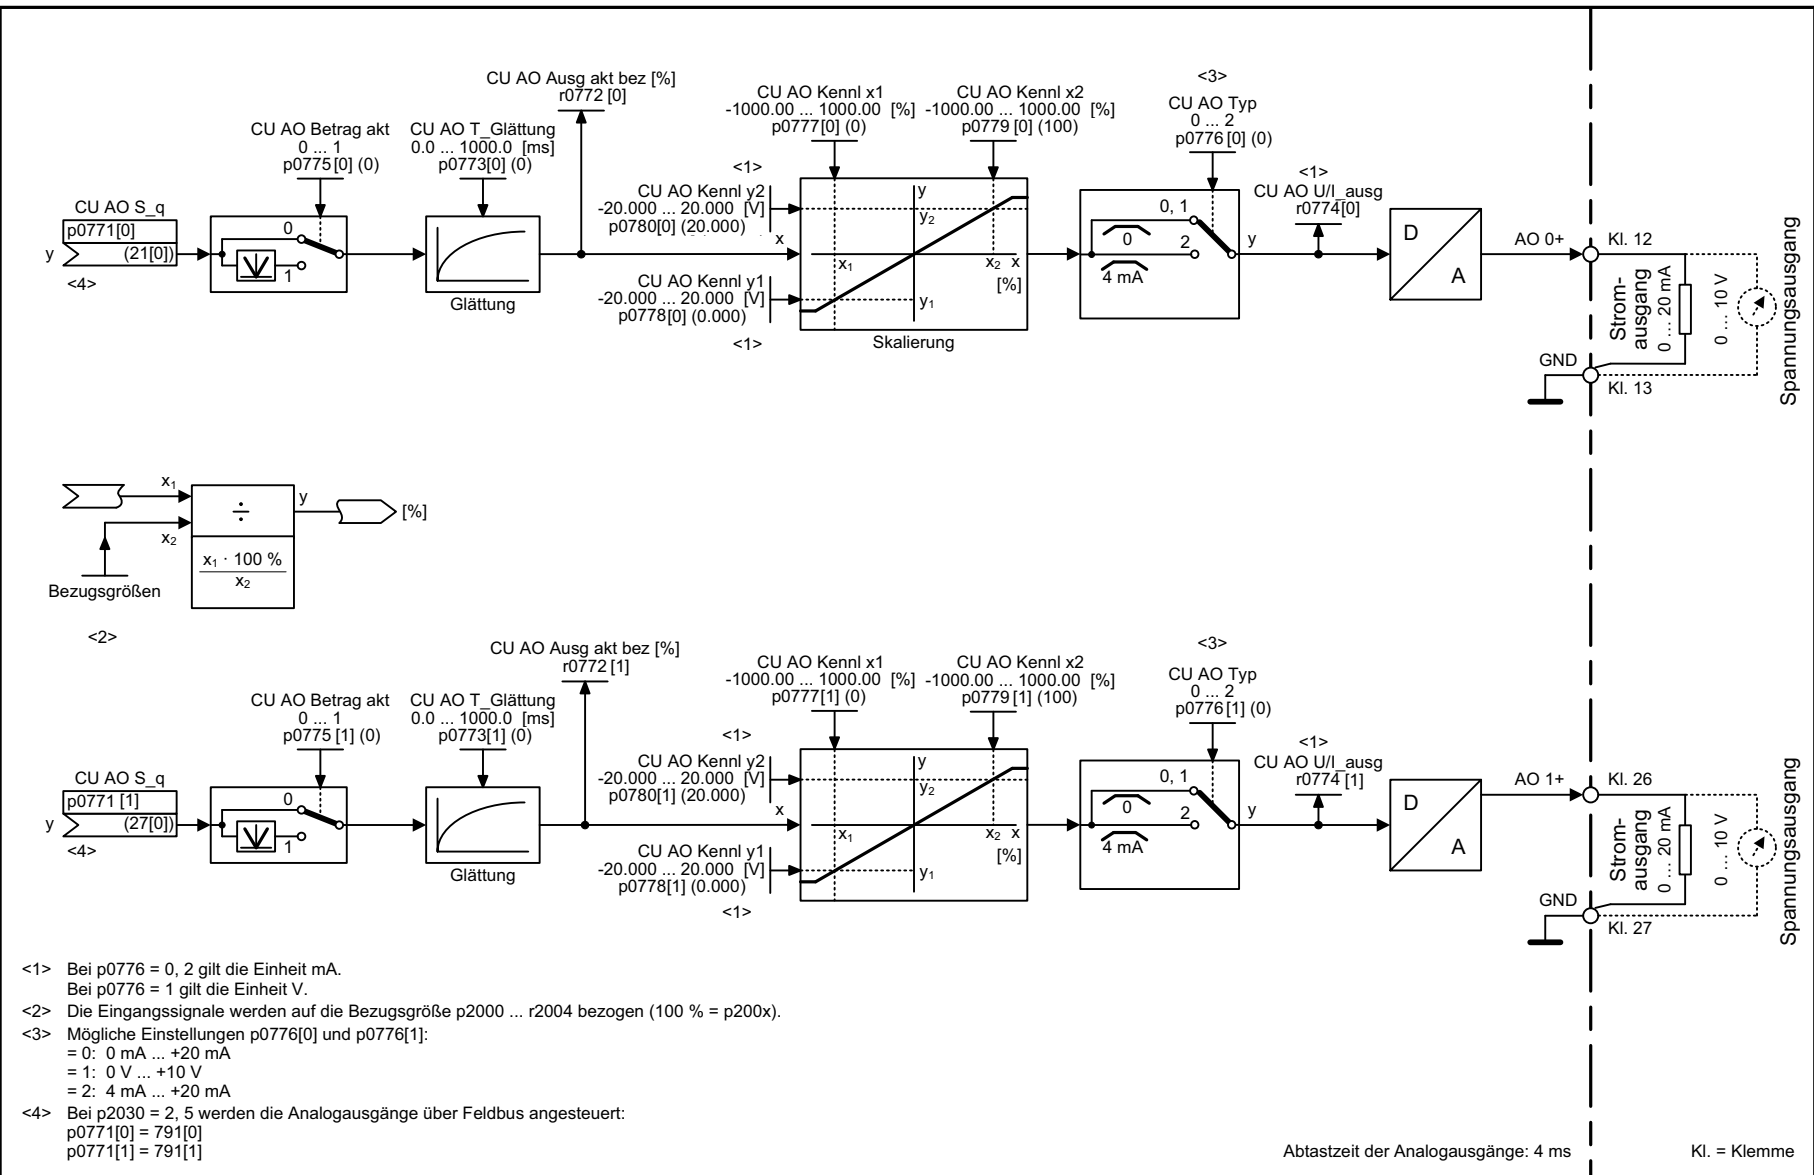 CU AO S_q
p0771[0]
(21[0])
y
<4>
CU AO Betrag akt
0 ... 1
p0775[0] (0)
0
1
CU AO T_Glättung
0.0 ... 1000.0 [ms]
p0773[0] (0)
Glättung
CU AO Ausg akt bez [%]
r0772 [0]
<1>
CU AO Kennl y2
-20.000 ... 20.000 [V]
p0780[0] (20.000)
x
CU AO Kennl y1
-20.000 ... 20.000 [V]
p0778[0] (0.000)
<1>
CU AO Kennl x1
-1000.00 ... 1000.00 [%]
p0777[0] (0)
CU AO Kennl x2
-1000.00 ... 1000.00 [%]
p0779 [0] (100)
y
y2
x1
x2 x
[%]
y1
Skalierung
<3>
CU AO Typ
0 ... 2
p0776[0] (0)
0, 1
0
2
4 mA
y
<1>
CU AO U/I_ausg
r0774[0]
D
A
AO 0+
Kl. 12
GND
Kl. 13
Strom-
ausgang
0 ... 20 mA
0 ... 10 V
Spannungsausgang
x1
x2
÷
x1 · 100 %
x2
y
[%]
Bezugsgrößen
<2>
CU AO S_q
p0771 [1]
(27[0])
y
<4>
CU AO Betrag akt
0 ... 1
p0775 [1] (0)
0
1
CU AO T_Glättung
0.0 ... 1000.0 [ms]
p0773[1] (0)
Glättung
CU AO Ausg akt bez [%]
r0772 [1]
<1>
CU AO Kennl y2
-20.000 ... 20.000 [V]
p0780[1] (20.000)
x
CU AO Kennl y1
-20.000 ... 20.000 [V]
p0778[1] (0.000)
<1>
CU AO Kennl x1
-1000.00 ... 1000.00 [%]
p0777[1] (0)
CU AO Kennl x2
-1000.00 ... 1000.00 [%]
p0779 [1] (100)
y
y2
x1
x2 x
[%]
y1
Skalierung
<3>
CU AO Typ
0 ... 2
p0776[1] (0)
0, 1
0
2
4 mA
y
<1>
CU AO U/I_ausg
r0774 [1]
D
A
AO 1+
Kl. 26
GND
Kl. 27
Strom-
ausgang
0 ... 20 mA
0 ... 10 V
Spannungsausgang
<1> Bei p0776 = 0, 2 gilt die Einheit mA.
Bei p0776 = 1 gilt die Einheit V.
<2> Die Eingangssignale werden auf die Bezugsgröße p2000 ... r2004 bezogen (100 % = p200x).
<3> Mögliche Einstellungen p0776[0] und p0776[1]:
= 0: 0 mA ... +20 mA
= 1: 0 V ... +10 V
= 2: 4 mA ... +20 mA
<4> Bei p2030 = 2, 5 werden die Analogausgänge über Feldbus angesteuert:
p0771[0] = 791[0]
p0771[1] = 791[1]
Abtastzeit der Analogausgänge: 4 ms
Kl. = Klemme